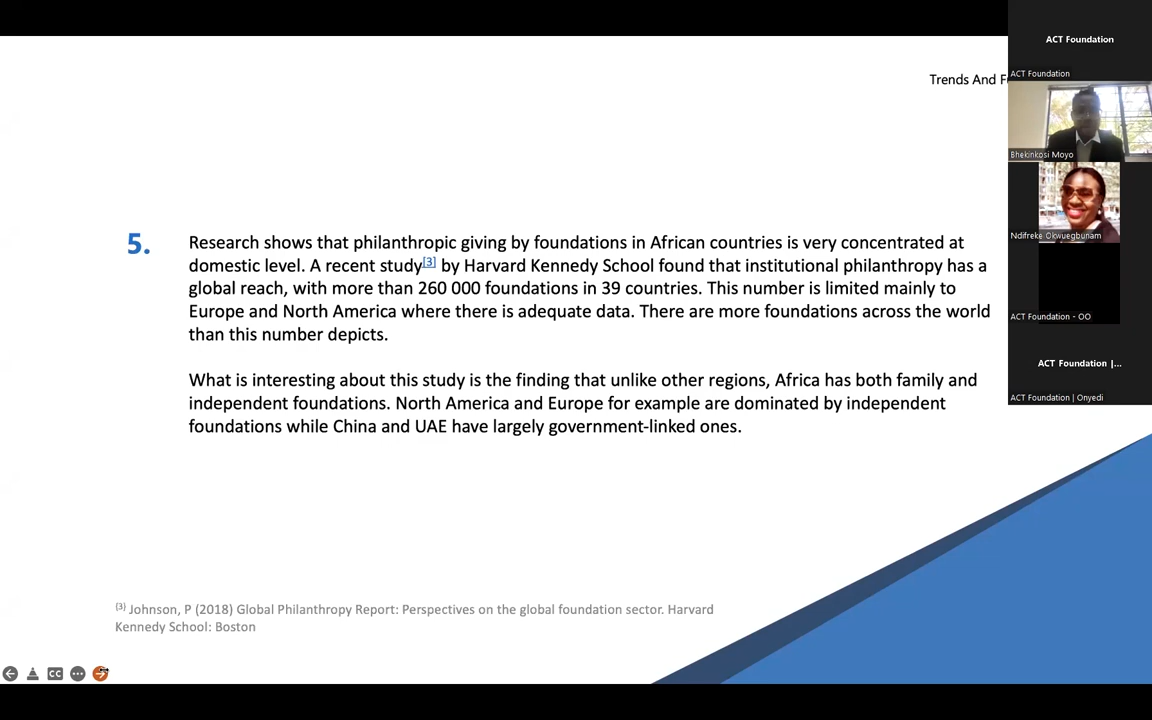 Trends And F
5.
Research shows that philanthropic giving by foundations in African countries is very concentrated at
domestic level. A recent study[3] by Harvard Kennedy School found that institutional philanthropy has a
global reach, with more than 260 000 foundations in 39 countries. This number is limited mainly to
Europe and North America where there is adequate data. There are more foundations across the world
than this number depicts.
What is interesting about this study is the finding that unlike other regions, Africa has both family and
independent foundations. North America and Europe for example are dominated by independent
foundations while China and UAE have largely government-linked ones.
{3} Johnson, P (2018) Global Philanthropy Report: Perspectives on the global foundation sector. Harvard
Kennedy School: Boston
CC
ACT Foundation
ACT Foundation
Bhekinkosi Moyo
Ndifreke Okwuegbunam
ACT Foundation - OO
ACT Foundation |...
ACT Foundation | Onyedi